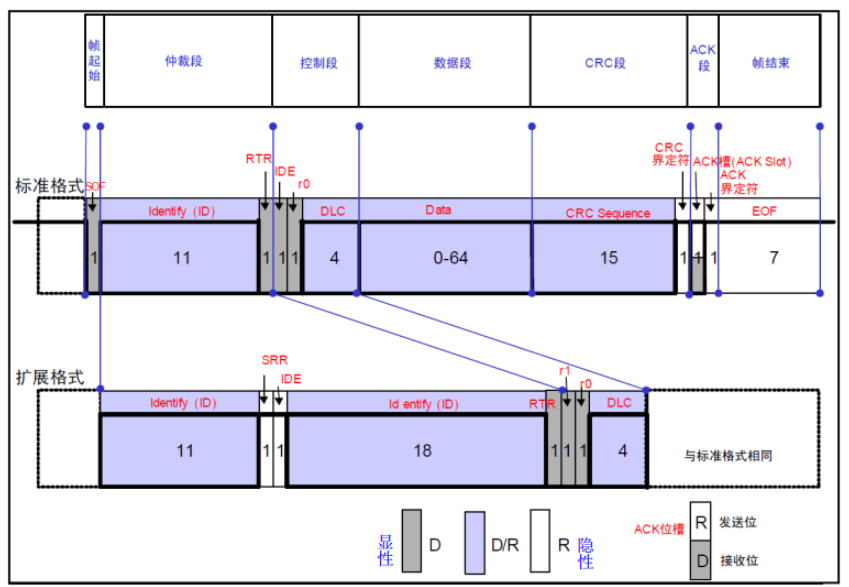 帧起始
仲裁段
控制段
数据段
CRC段
ACK段
帧结束
标准格式
SOF
RTR
IDE
r0
CRC
界定符
ACK槽(ACK Slot)
ACK
界定符
Identify (ID)
DLC
Data
CRC Sequence
EOF
1
11
1
1
1
4
0-64
15
1
1
1
7
扩展格式
SRR
IDE
r1
r0
Identify (ID)
Id entify (ID)
RTR
DLC
11
1
1
18
1
1
1
4
与标准格式相同
显性
D
D/R
R
隐性
ACK位槽
R
发送位
D
接收位